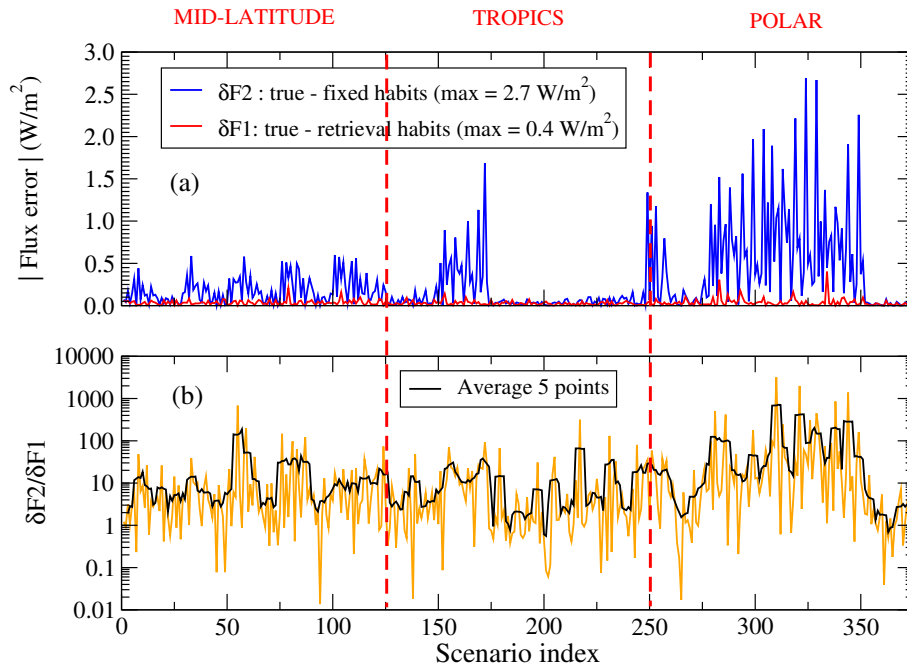 MID-LATITUDE TROPICS POLAR
3.0
2.5
2.0
1.5
1.0
0.5
0.0
| Flux error | (W/m²)
δF2 : true - fixed habits (max = 2.7 W/m²)
δF1: true - retrieval habits (max = 0.4 W/m²)
(a)
10000
1000
100
10
1
0.1
0.01
δF2/δF1
(b)
Average 5 points
0 50 100 150 200 250 300 350
Scenario index